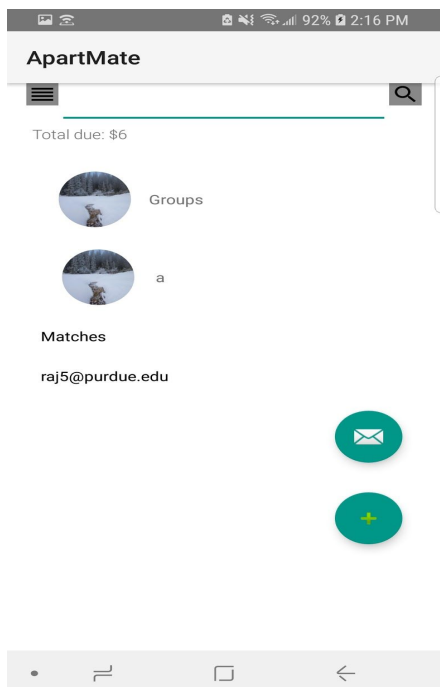 92% 2:16 PM
ApartMate
Total due: $6
Groups
a
Matches
raj5@purdue.edu